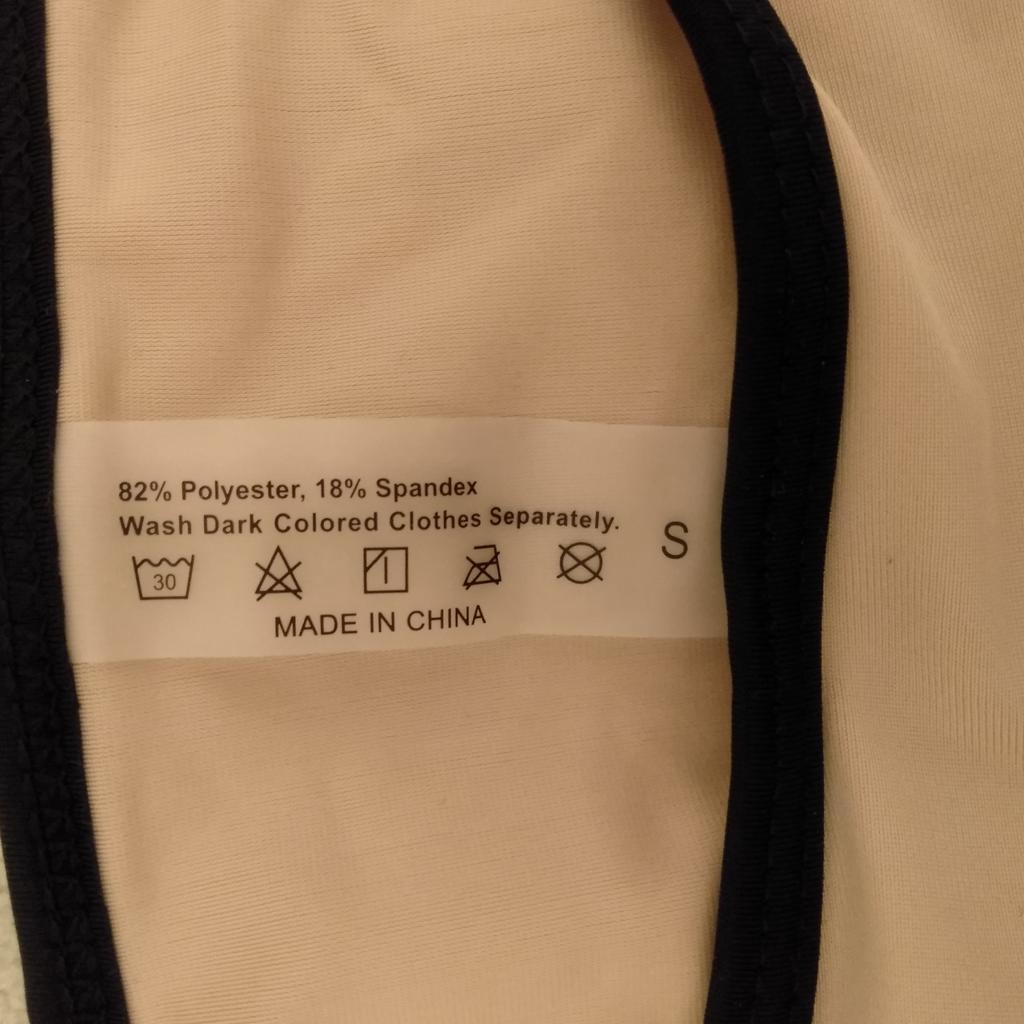 82% Polyester, 18% Spandex
Wash Dark Colored Clothes Separately.
30
S
MADE IN CHINA